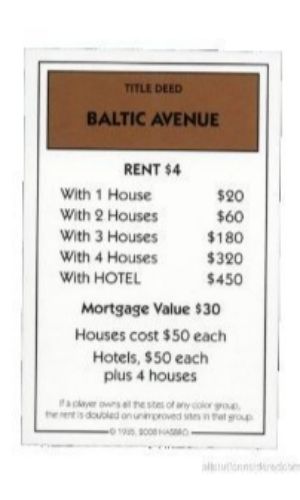 TITLE DEED
BALTIC AVENUE
RENT $4
With 1 House $20
With 2 Houses $60
With 3 Houses $180
With 4 Houses $320
With HOTEL $450
Mortgage Value $30
Houses cost $50 each
Hotels, $50 each
plus 4 houses
If a player owns all the sites of any color group,
the rent is doubled on unimproved sites in that group.
© 1935, 2008 HASBRO